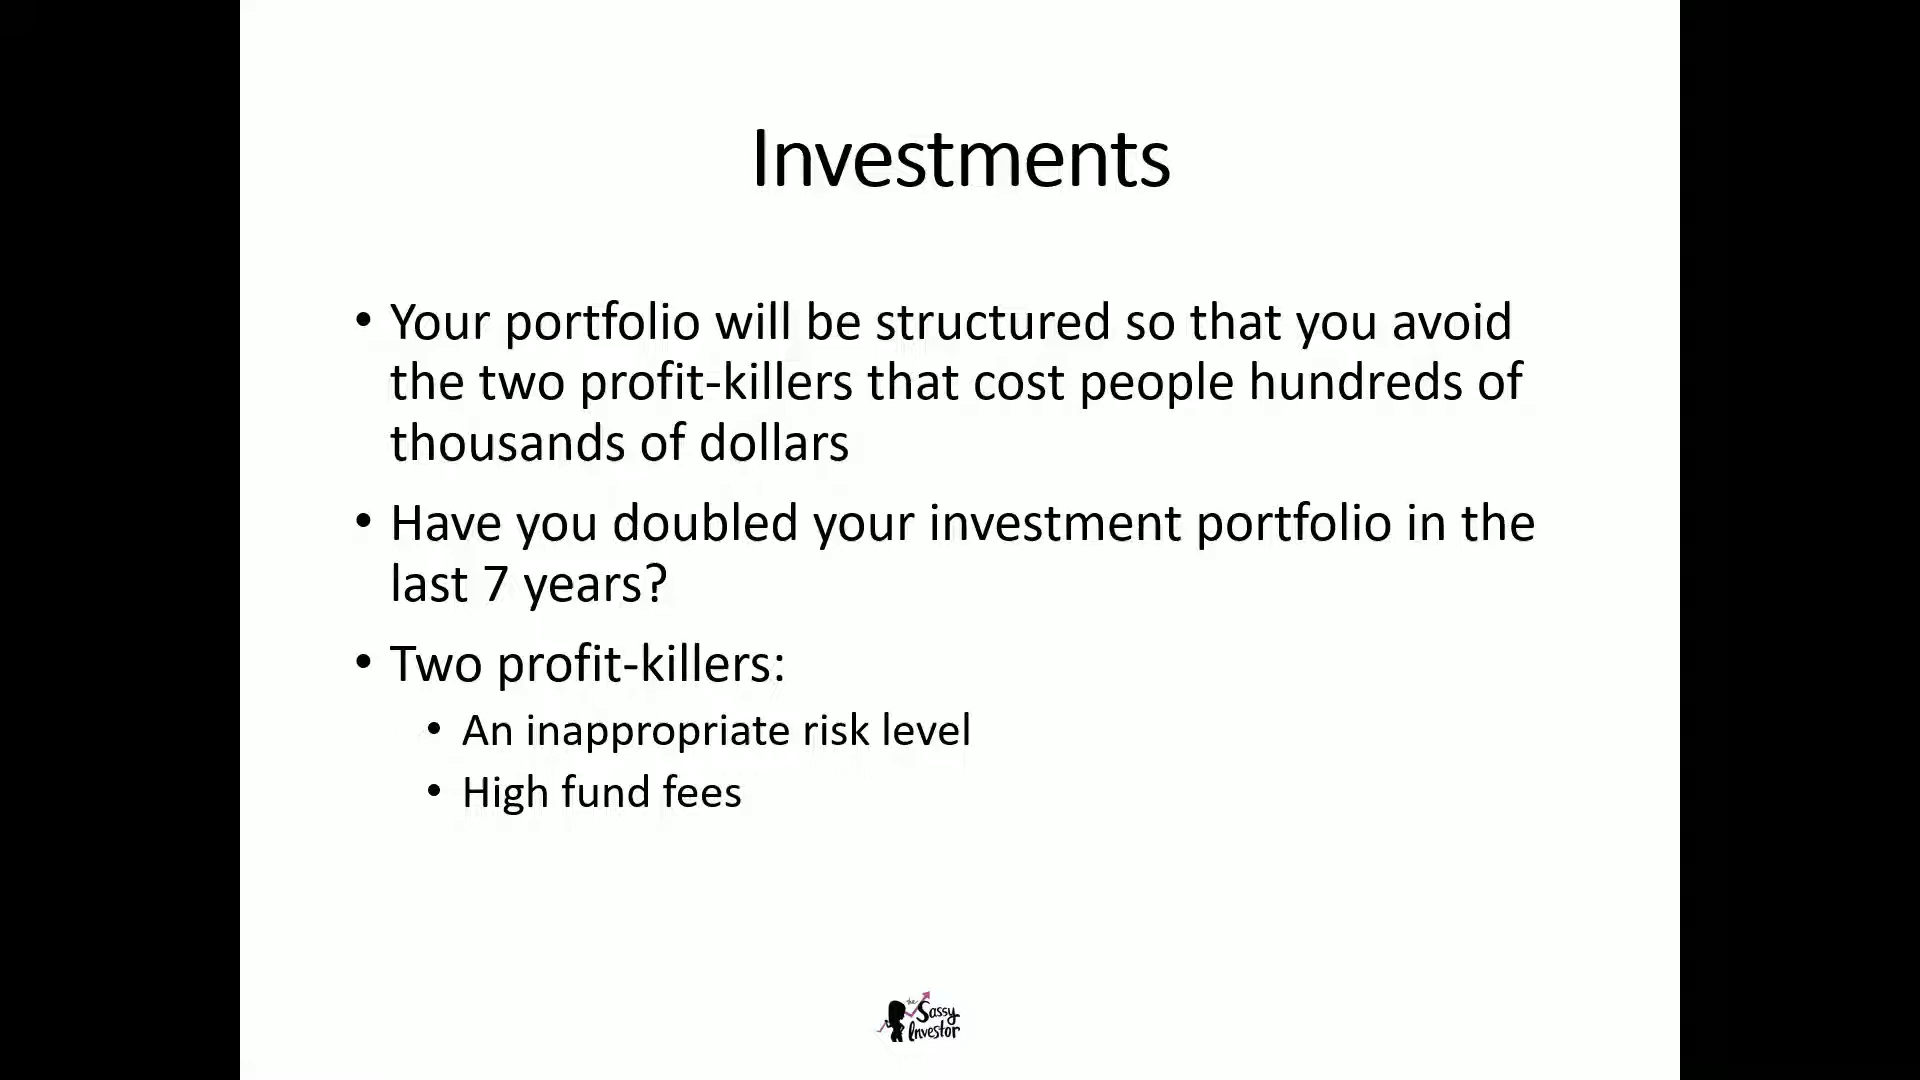 Investments
• Your portfolio will be structured so that you avoid
the two profit-killers that cost people hundreds of
thousands of dollars
• Have you doubled your investment portfolio in the
last 7 years?
• Two profit-killers:
• An inappropriate risk level
• High fund fees
the
Sassy
Investor